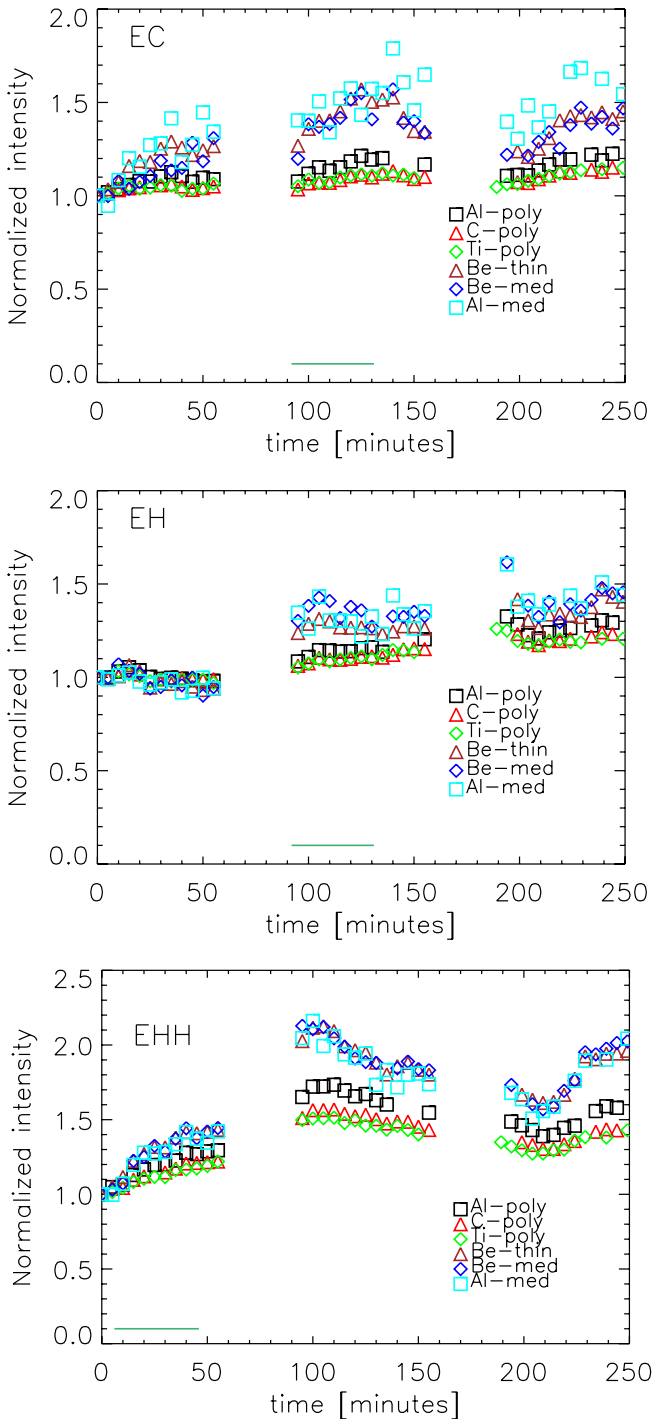 EC
Normalized intensity
2.0
1.5
1.0
0.5
0.0
Al-poly
C-poly
Ti-poly
Be-thin
Be-med
Al-med
0 50 100 150 200 250
time [minutes]
EH
Normalized intensity
2.0
1.5
1.0
0.5
0.0
Al-poly
C-poly
Ti-poly
Be-thin
Be-med
Al-med
0 50 100 150 200 250
time [minutes]
EHH
Normalized intensity
2.5
2.0
1.5
1.0
0.5
0.0
Al-poly
C-poly
Ti-poly
Be-thin
Be-med
Al-med
0 50 100 150 200 250
time [minutes]